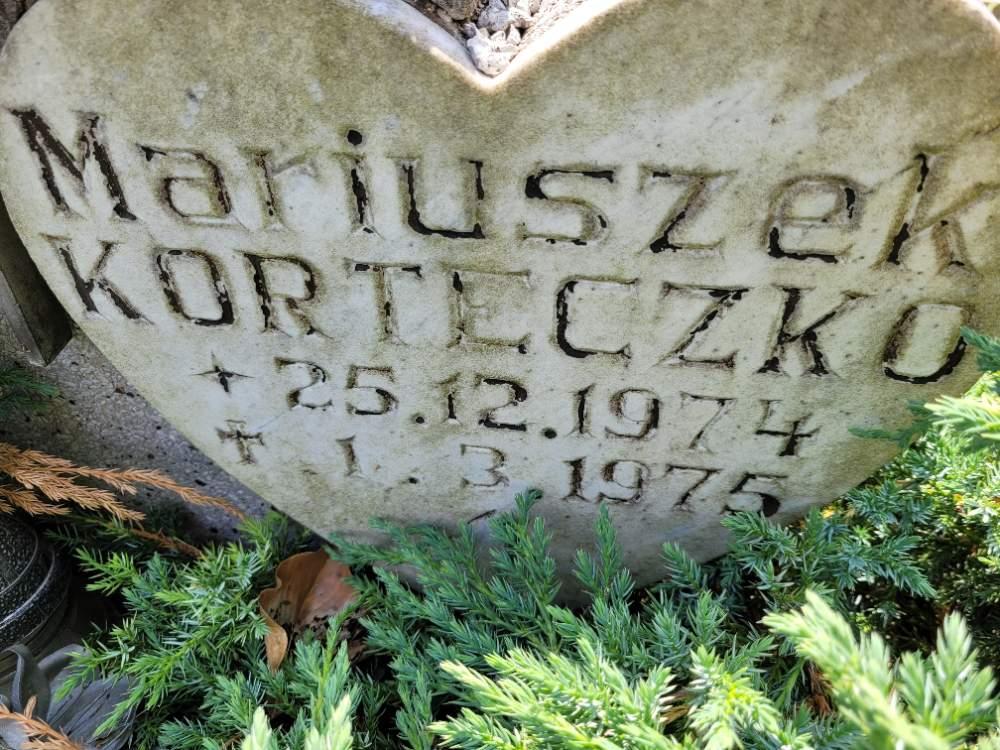 Mariuszek
KORTECZKO
25.12.1974
1.3.1975